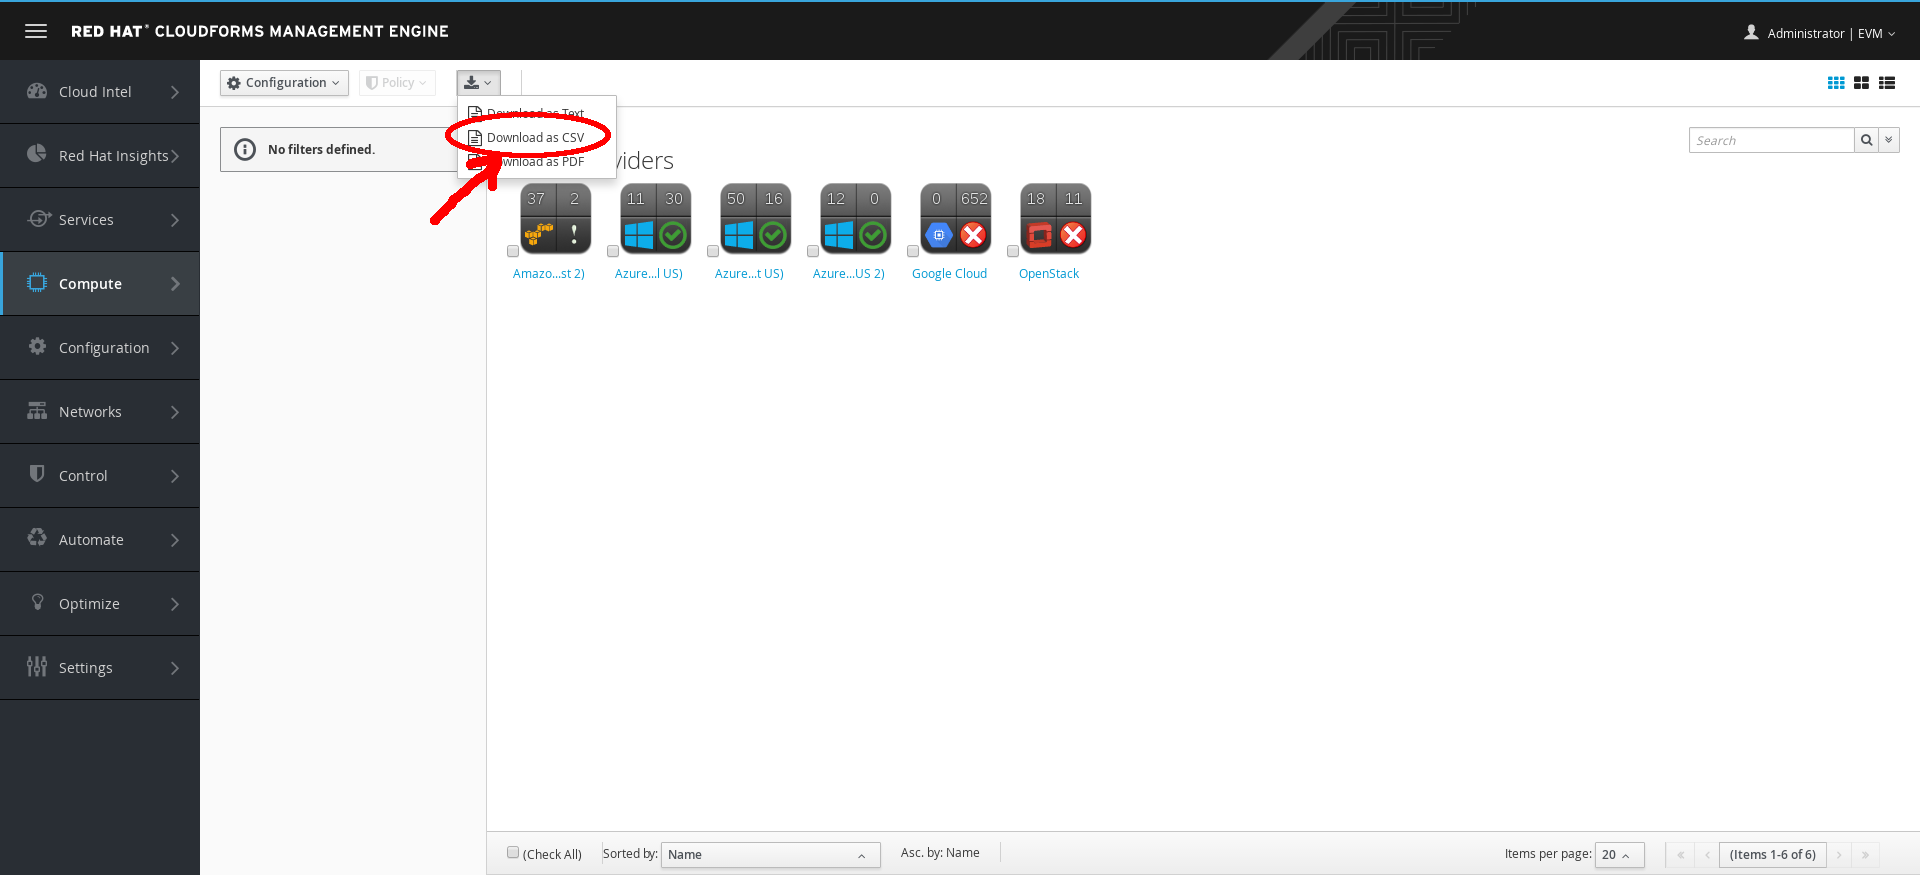 RED HAT® CLOUDFORMS MANAGEMENT ENGINE
Administrator | EVM
Cloud Intel
Red Hat Insights
Services
Compute
Configuration
Networks
Control
Automate
Optimize
Settings
Configuration
Policy
Download as Text
Download as CSV
wnload as PDF
No filters defined.
viders
Search
37 2
11 30
50 16
12 0
0 652
18 11
Amazo...st 2)
Azure...l US)
Azure...t US)
Azure...US 2)
Google Cloud
OpenStack
(Check All)
Sorted by: Name
Asc. by: Name
Items per page: 20
« ‹ (Items 1-6 of 6) › »